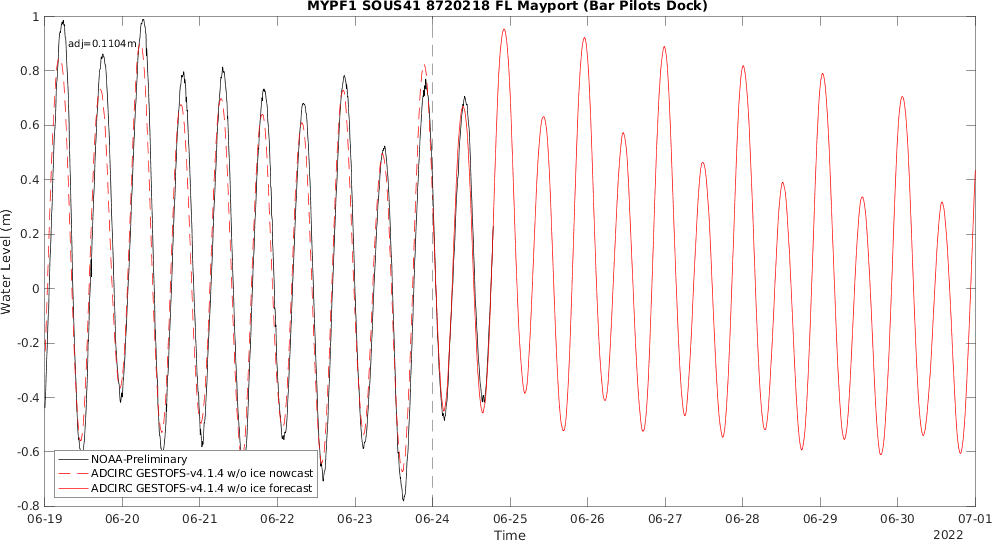 MYPF1 SOUS41 8720218 FL Mayport (Bar Pilots Dock)
adj=0.1104m
1
0.8
0.6
0.4
0.2
0
-0.2
-0.4
-0.6
-0.8
Water Level (m)
NOAA-Preliminary
ADCIRC GESTOFS-v4.1.4 w/o ice nowcast
ADCIRC GESTOFS-v4.1.4 w/o ice forecast
06-19 06-20 06-21 06-22 06-23 06-24 06-25 06-26 06-27 06-28 06-29 06-30 07-01
Time
2022